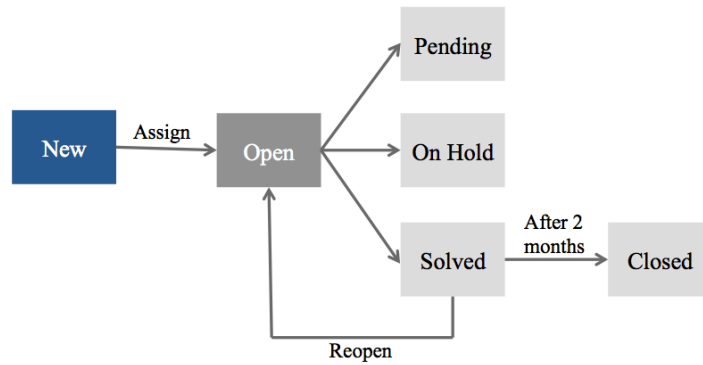 Pending
New
Assign
Open
On Hold
Solved
After 2
months
Closed
Reopen